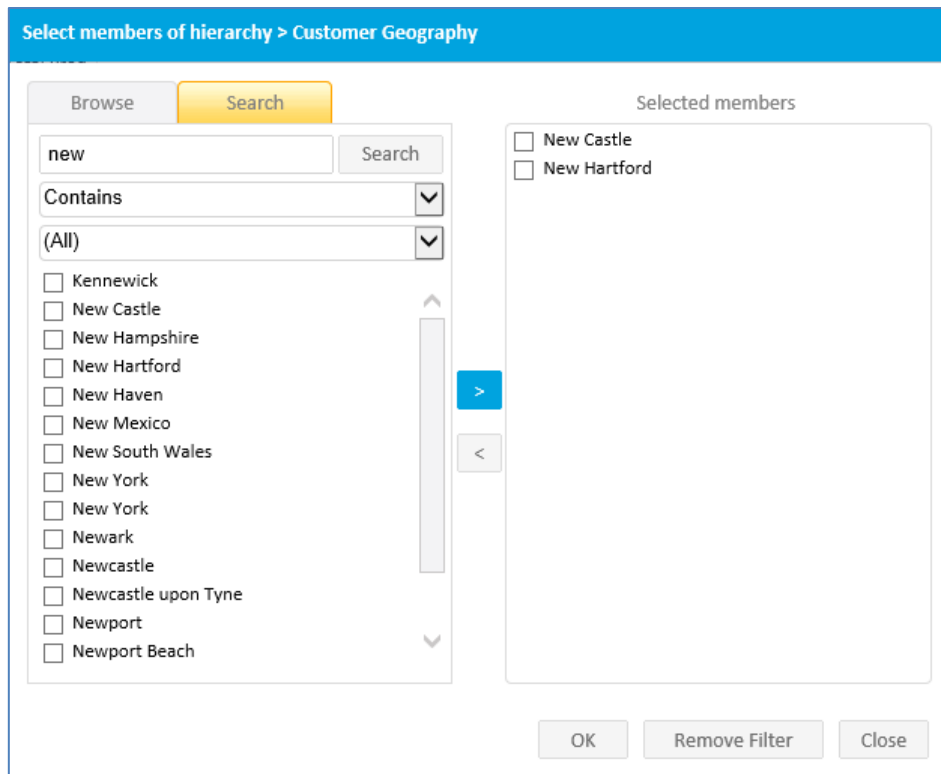 Select members of hierarchy > Customer Geography
Browse
Search
Selected members
new
Search
Contains
(All)
Kennewick
New Castle
New Hampshire
New Hartford
New Haven
New Mexico
New South Wales
New York
New York
Newark
Newcastle
Newcastle upon Tyne
Newport
Newport Beach
>
<
New Castle
New Hartford
OK
Remove Filter
Close